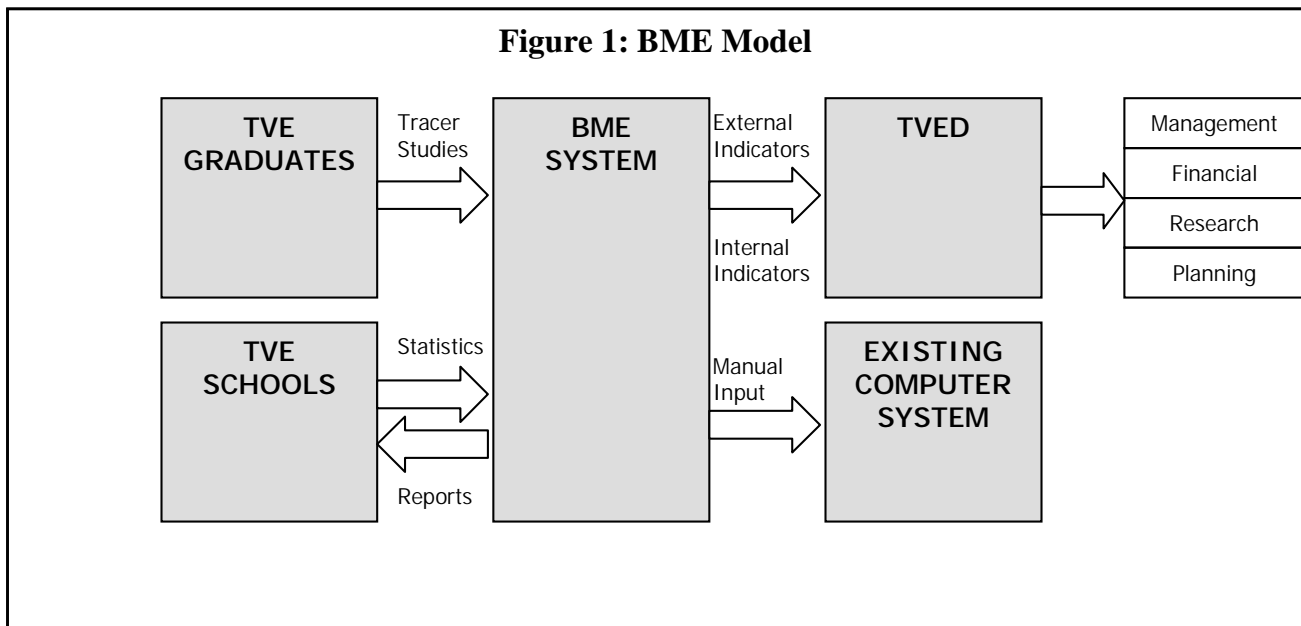 Figure 1: BME Model
TVE
GRADUATES
Tracer
Studies
BME
SYSTEM
External
Indicators
Internal
Indicators
TVED
Management
Financial
Research
Planning
TVE
SCHOOLS
Statistics
Reports
Manual
Input
EXISTING
COMPUTER
SYSTEM